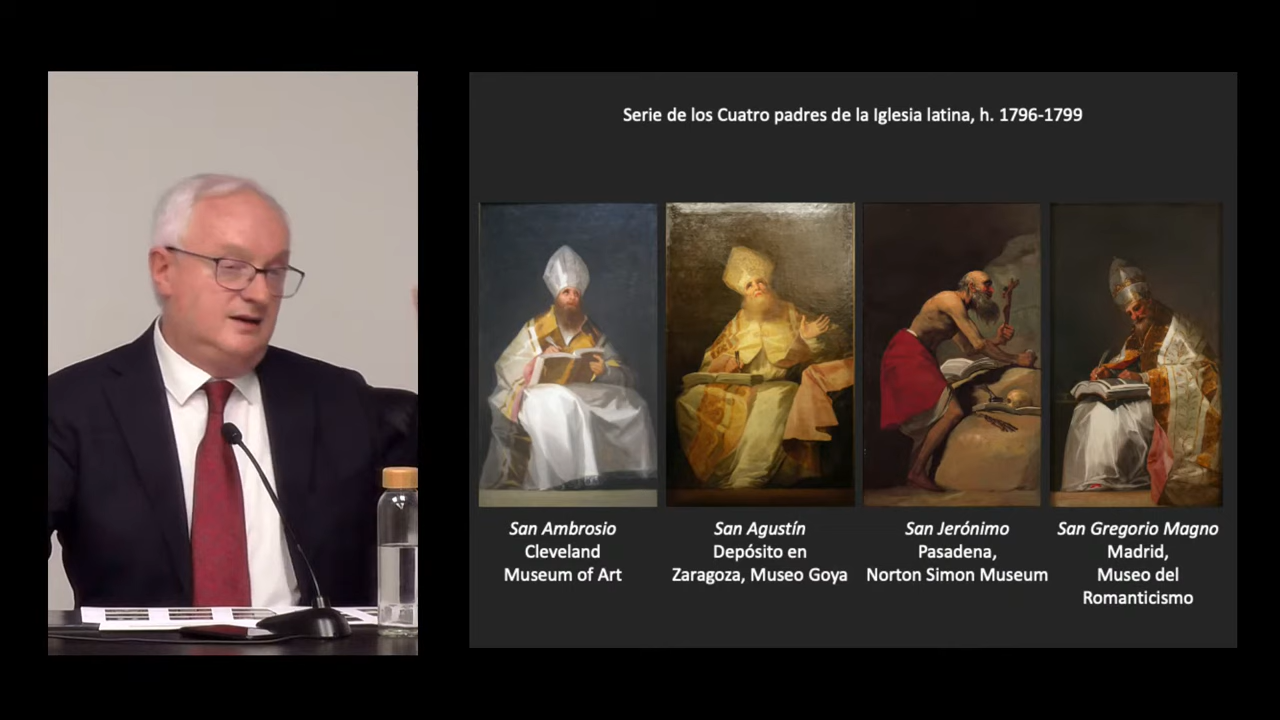 Serie de los Cuatro padres de la Iglesia latina, h. 1796-1799
San Ambrosio
Cleveland
Museum of Art
San Agustín
Depósito en
Zaragoza, Museo Goya
San Jerónimo
Pasadena,
Norton Simon Museum
San Gregorio Magno
Madrid,
Museo del
Romanticismo